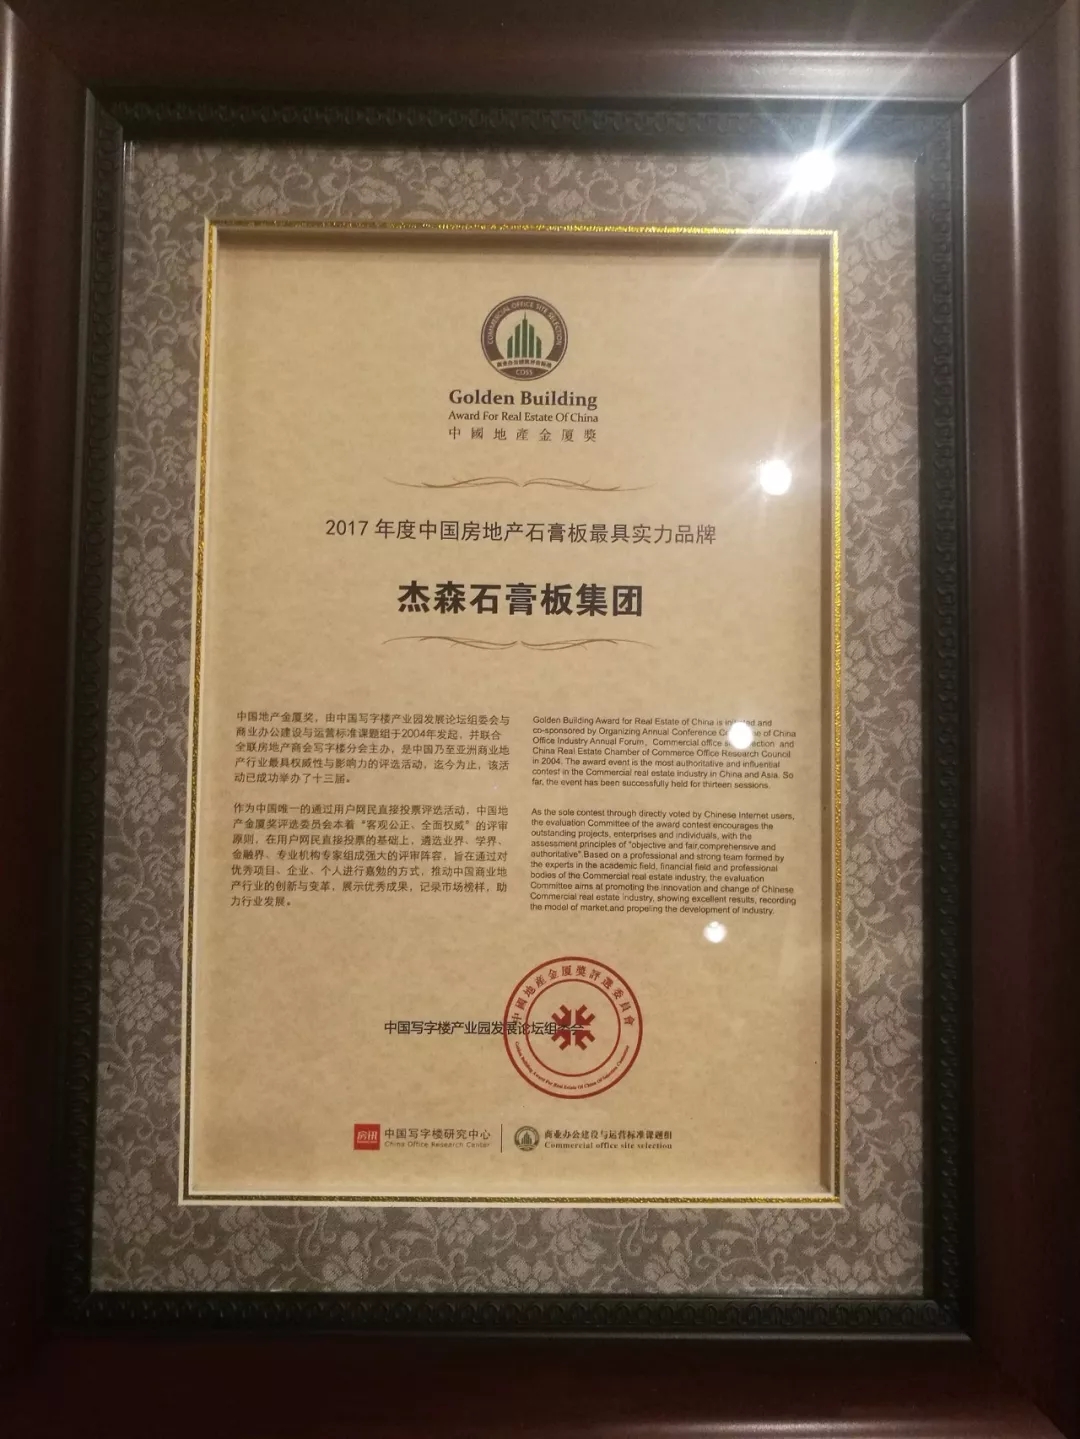 COMMERCIAL OFFICE SITE SELECTION
COSS
Golden Building
Award For Real Estate Of China
中國地產金厦獎
2017 年度中国房地产石膏板最具实力品牌
杰森石膏板集团
中国地产金厦奖，由中国写字楼产业园发展论坛组委会与
商业办公建设与运营标准课题组于2004年发起，并联合
全联房地产商会写字楼分会主办，是中国乃至亚洲商业地
产行业最具权威性与影响力的评选活动，迄今为止，该活
动已成功举办了十三届。
作为中国唯一的通过用户网民直接投票评选活动，中国地
产金厦奖评选委员会本着“客观公正、全面权威”的评审
原则，在用户网民直接投票的基础上，遴选业界、学界、
金融界、专业机构专家组成强大的评审阵容，旨在通过对
优秀项目、企业、个人进行嘉勉的方式，推动中国商业地
产行业的创新与变革，展示优秀成果，记录市场榜样，助
力行业发展。
Golden Building Award for Real Estate of China is and
co-sponsored by Organizing Annual Conference of China
Office Industry Annual Forum，Commercial office and
China Real Estate Chamber of Commerce Office Research Council
in 2004. The award event is the most authoritative and influential
contest in the Commercial real estate industry in China and Asia. So
far, the event has been successfully held for thirteen sessions.
As the sole contest through directly voted by Chinese Internet users,
the evaluation Committee of the award contest encourages the
outstanding projects, enterprises and individuals, with the
assessment principles of "objective and fair,comprehensive and
authoritative".Based on a professional and strong team formed by
the experts in the academic field, financial field and professional
bodies of the Commercial real estate industry, the evaluation
Committee aims at promoting the innovation and change of Chinese
Commercial real estate industry, showing excellent results, recording
the model of market,and propeling the development of industry.
中國地產金厦獎評選委員會
中国写字楼产业园发展论坛组委会
房讯
中国写字楼研究中心
China Office Research Center
商业办公建设与运营标准课题组
Commercial office site selection